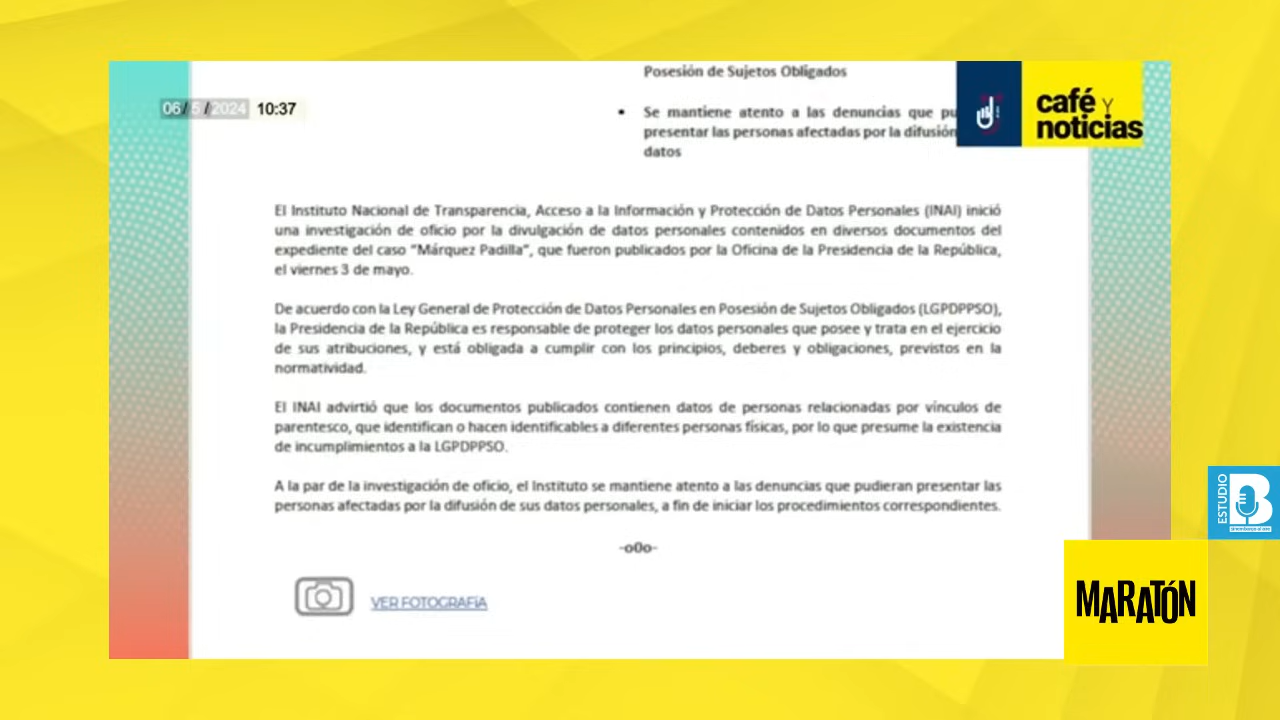 Posesión de Sujetos Obligados
06/ 5 /2024 10:37
• Se mantiene atento a las denuncias que pu
presentar las personas afectadas por la difusión
datos
café Y
noticias
El Instituto Nacional de Transparencia, Acceso a la Información y Protección de Datos Personales (INAI) inició
una investigación de oficio por la divulgación de datos personales contenidos en diversos documentos del
expediente del caso "Márquez Padilla", que fueron publicados por la Oficina de la Presidencia de la República,
el viernes 3 de mayo.
De acuerdo con la Ley General de Protección de Datos Personales en Posesión de Sujetos Obligados (LGPDPPSO),
la Presidencia de la República es responsable de proteger los datos personales que posee y trata en el ejercicio
de sus atribuciones, y está obligada a cumplir con los principios, deberes y obligaciones, previstos en la
normatividad.
El INAI advirtió que los documentos publicados contienen datos de personas relacionadas por vínculos de
parentesco, que identifican o hacen identificables a diferentes personas físicas, por lo que presume la existencia
de incumplimientos a la LGPDPPSO.
A la par de la investigación de oficio, el Instituto se mantiene atento a las denuncias que pudieran presentar las
personas afectadas por la difusión de sus datos personales, a fin de iniciar los procedimientos correspondientes.
-o0o-
VER FOTOGRAFÍA
ESTUDIO
B
MARATÓN